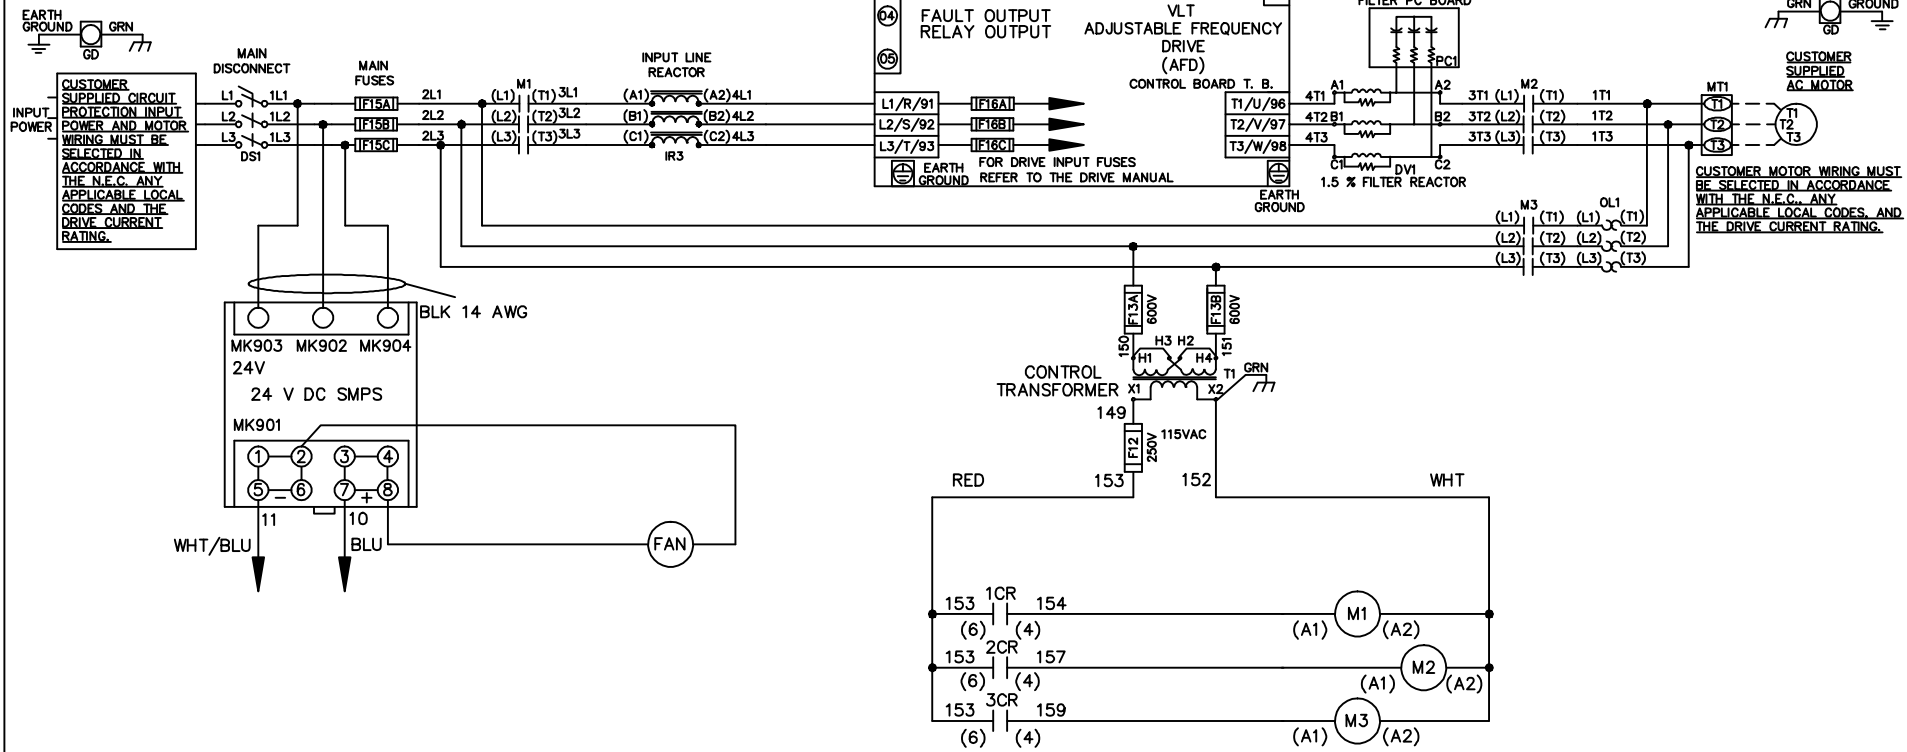 EARTH
GROUND
GRN
GD
MAIN
DISCONNECT
MAIN
FUSES
INPUT LINE
REACTOR
04
05
FAULT OUTPUT
RELAY OUTPUT
VLT
ADJUSTABLE FREQUENCY
DRIVE
(AFD)
CONTROL BOARD T. B.
FILTER PC BOARD
PC1
GRN
GROUND
GD
CUSTOMER
SUPPLIED
AC MOTOR
INPUT
POWER
CUSTOMER
SUPPLIED CIRCUIT
PROTECTION INPUT
POWER AND MOTOR
WIRING MUST BE
SELECTED IN
ACCORDANCE WITH
THE N.E.C. ANY
APPLICABLE LOCAL
CODES AND THE
DRIVE CURRENT
RATING.
M1
A1 A2
M2
MT1
L1 1L1 F15A 2L1 (L1) (T1) 3L1 (A1) (A2) 4L1 L1/R/91 F16A T1/U/96 4T1 3T1 (L1) (T1) 1T1 T1
L2 1L2 F15B 2L2 (L2) (T2) 3L2 (B1) (B2) 4L2 L2/S/92 F16B T2/V/97 4T2 B1 B2 3T2 (L2) (T2) 1T2 T2
L3 1L3 F15C 2L3 (L3) (T3) 3L3 (C1) (C2) 4L3 L3/T/93 F16C T3/W/98 4T3 3T3 (L3) (T3) 1T3 T3
T1
T2
T3
DS1
IR3
C1 C2
DV1
1.5 % FILTER REACTOR
EARTH
GROUND
FOR DRIVE INPUT FUSES
REFER TO THE DRIVE MANUAL
EARTH
GROUND
CUSTOMER MOTOR WIRING MUST
BE SELECTED IN ACCORDANCE
WITH THE N.E.C., ANY
APPLICABLE LOCAL CODES, AND
THE DRIVE CURRENT RATING.
M3 OL1
(L1) (T1) (L1) (T1)
(L2) (T2) (L2) (T2)
(L3) (T3) (L3) (T3)
BLK 14 AWG
MK903 MK902 MK904
24V
24 V DC SMPS
MK901
1 2 3 4
5 - 6 7 + 8
11 10
WHT/BLU BLU
FAN
F13A 600V
F13B 600V
150 151
H3 H2
H1 H4
CONTROL
TRANSFORMER
T1
GRN
X1 X2
149
F12 250V
115VAC
RED 153 152 WHT
1CR
153 154
(6) (4)
M1
(A1) (A2)
2CR
153 157
(6) (4)
M2
(A1) (A2)
3CR
153 159
(6) (4)
M3
(A1) (A2)